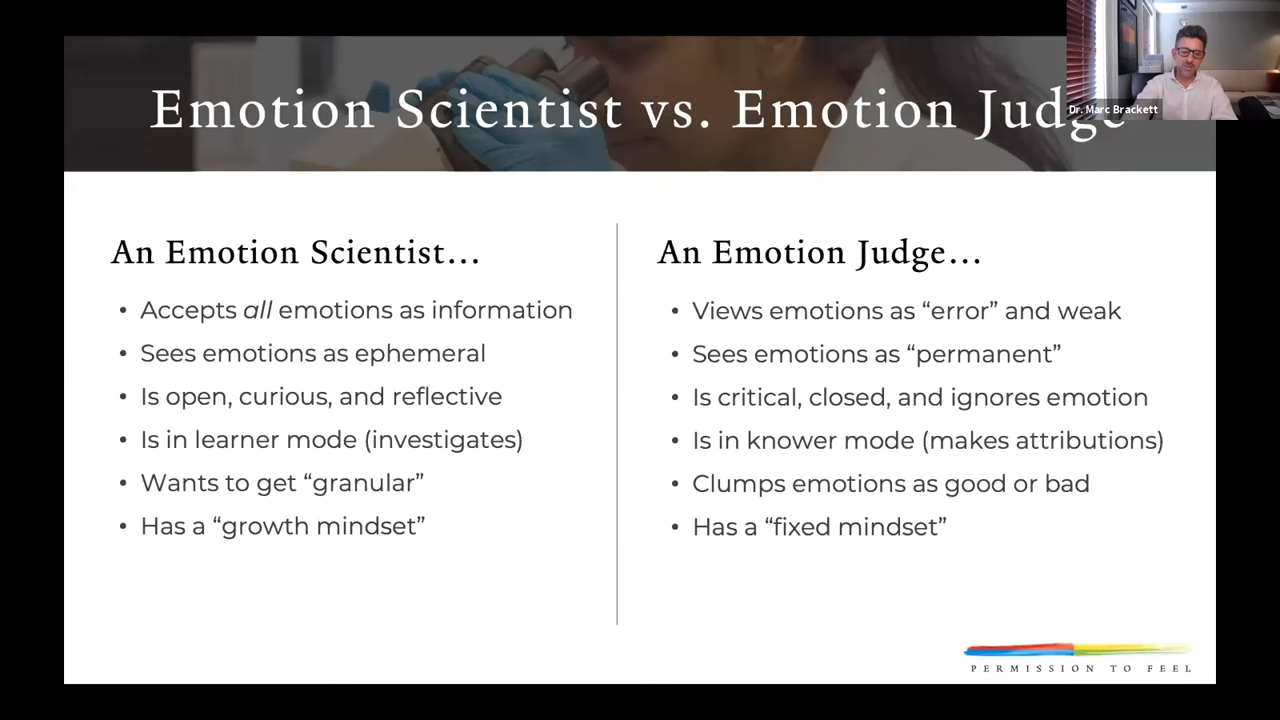 Emotion Scientist vs. Emotion Judge
Dr. Marc Brackett
An Emotion Scientist...
• Accepts all emotions as information
• Sees emotions as ephemeral
• Is open, curious, and reflective
• Is in learner mode (investigates)
• Wants to get “granular”
• Has a “growth mindset”
An Emotion Judge...
• Views emotions as “error” and weak
• Sees emotions as “permanent”
• Is critical, closed, and ignores emotion
• Is in knower mode (makes attributions)
• Clumps emotions as good or bad
• Has a “fixed mindset”
PERMISSION TO FEEL